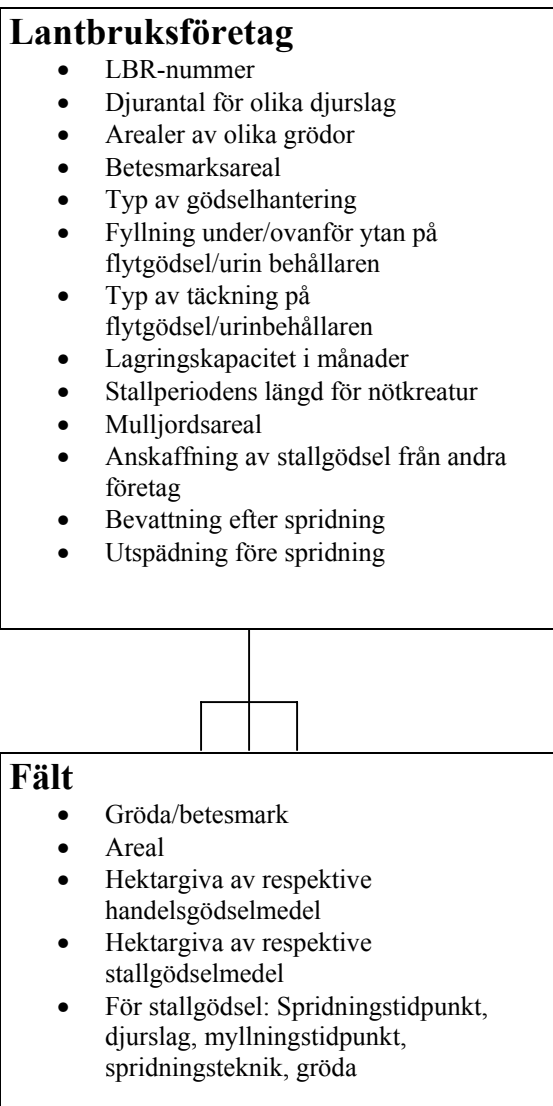 Lantbruksföretag
• LBR-nummer
• Djurantal för olika djurslag
• Arealer av olika grödor
• Betesmarksareal
• Typ av gödselhantering
• Fyllning under/ovanför ytan på
flytgödsel/urin behållaren
• Typ av täckning på
flytgödsel/urinbehållaren
• Lagringskapacitet i månader
• Stallperiodens längd för nötkreatur
• Mulljordsareal
• Anskaffning av stallgödsel från andra
företag
• Bevattning efter spridning
• Utspädning före spridning
Fält
• Gröda/betesmark
• Areal
• Hektargiva av respektive
handelsgödselmedel
• Hektargiva av respektive
stallgödselmedel
• För stallgödsel: Spridningstidpunkt,
djurslag, myllningstidpunkt,
spridningsteknik, gröda